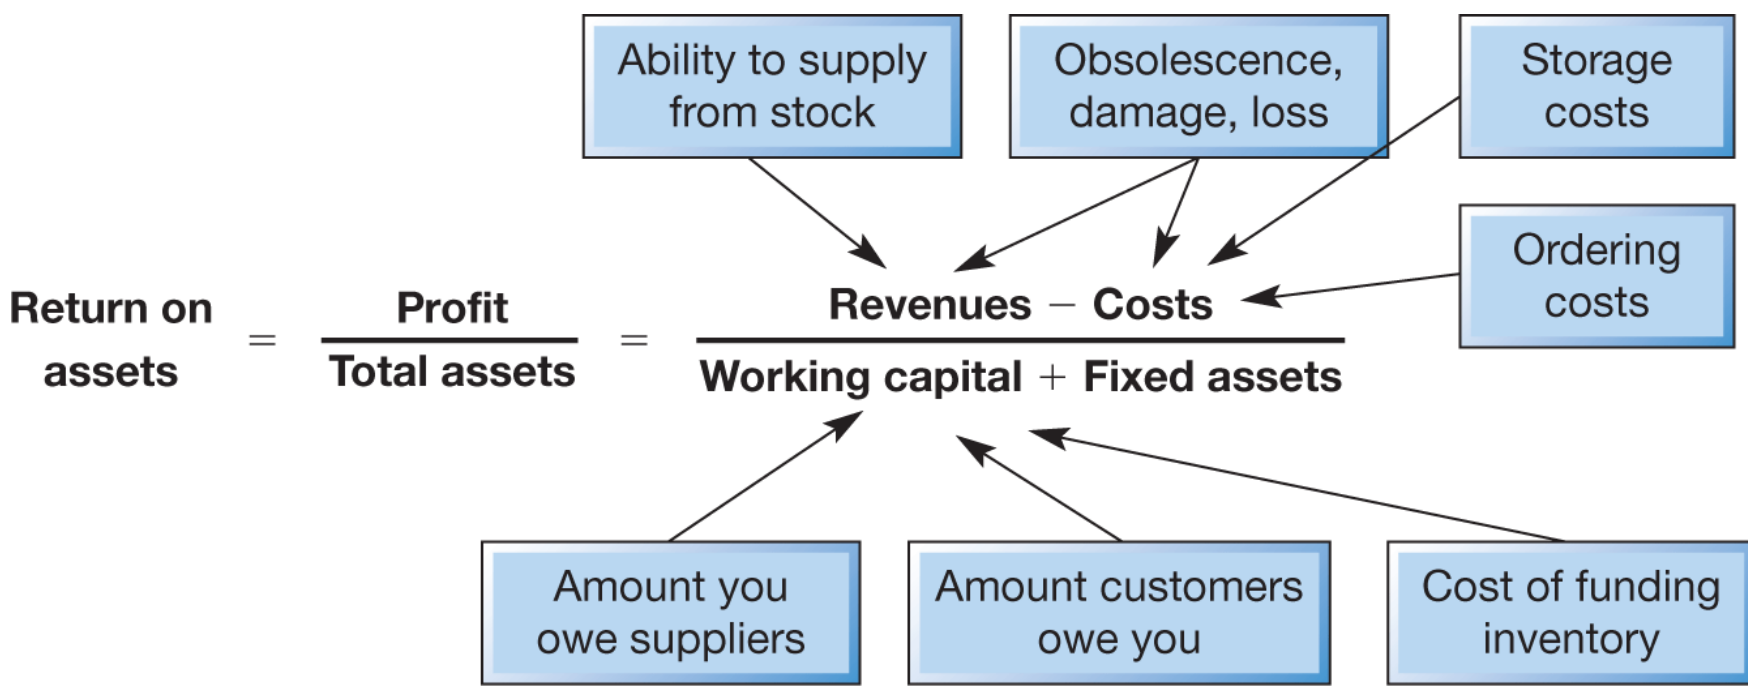 Ability to supply
from stock
Obsolescence,
damage, loss
Storage
costs
Ordering
costs
Return on
assets
=
Profit
Total assets
=
Revenues − Costs
Working capital + Fixed assets
Amount you
owe suppliers
Amount customers
owe you
Cost of funding
inventory